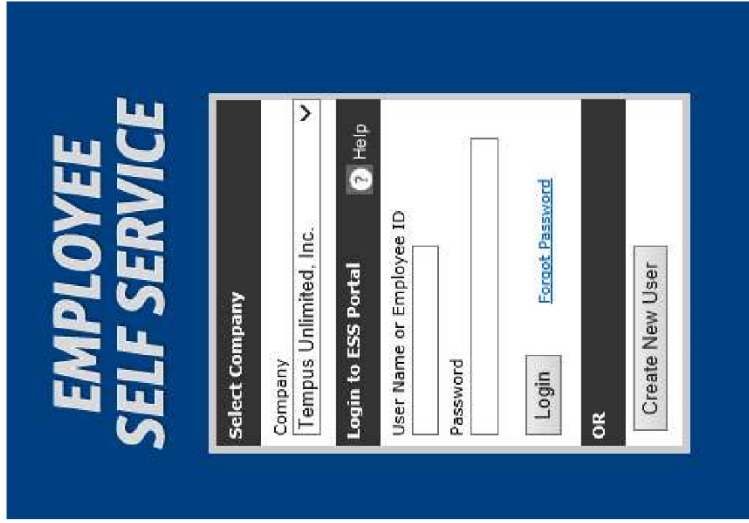 EMPLOYEE
SELF SERVICE
Select Company
Company
Tempus Unlimited, Inc.
Login to ESS Portal ? Help
User Name or Employee ID
Password
Login Forgot Password
OR
Create New User